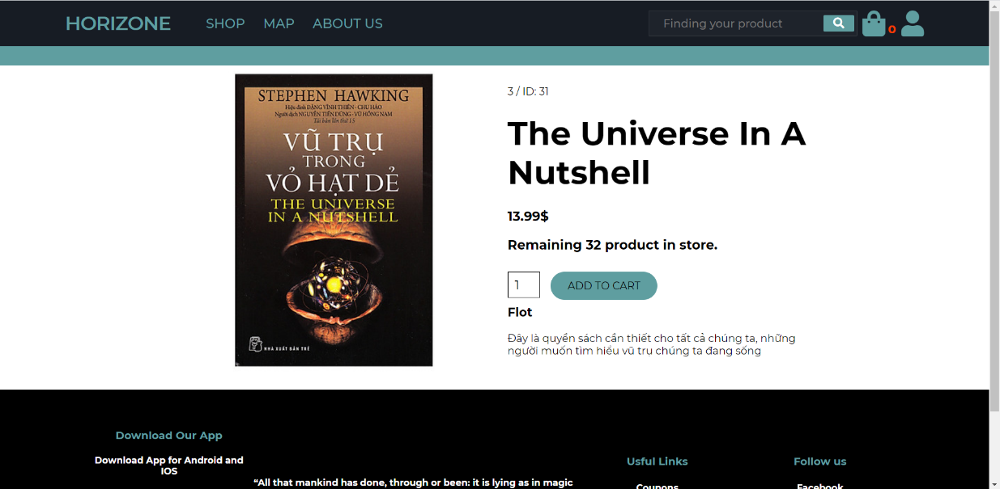 HORIZONE
SHOP MAP ABOUT US
Finding your product
0
STEPHEN HAWKING
Hiệu đính ĐẶNG VĨNH THIÊN - CHU HẢO
Người dịch NGUYỄN TIẾN DŨNG - VŨ HỒNG NAM
Tái bản lần thứ 15
VŨ TRỤ
TRONG
VỎ HẠT DẺ
THE UNIVERSE
IN A NUTSHELL
NHÀ XUẤT BẢN TRẺ
3 / ID: 31
The Universe In A
Nutshell
13.99$
Remaining 32 product in store.
1
ADD TO CART
Flot
Đây là quyển sách cần thiết cho tất cả chúng ta, những
người muốn tìm hiểu vũ trụ chúng ta đang sống
Download Our App
Download App for Android and
IOS
“All that mankind has done, through or been: it is lying as in magic
Usful Links
Coupons
Follow us
Facebook